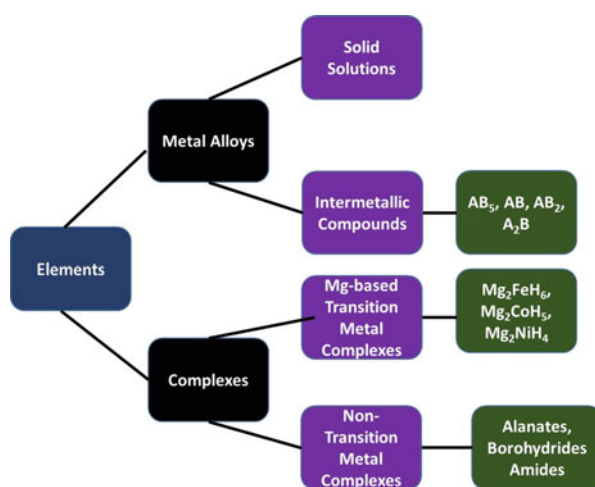 Solid
Solutions
Metal Alloys
Intermetallic
Compounds
AB₅, AB, AB₂,
A₂B
Elements
Mg-based
Transition
Metal
Complexes
Mg₂FeH₆,
Mg₂CoH₅,
Mg₂NiH₄
Complexes
Non-
Transition
Metal
Complexes
Alanates,
Borohydrides
Amides